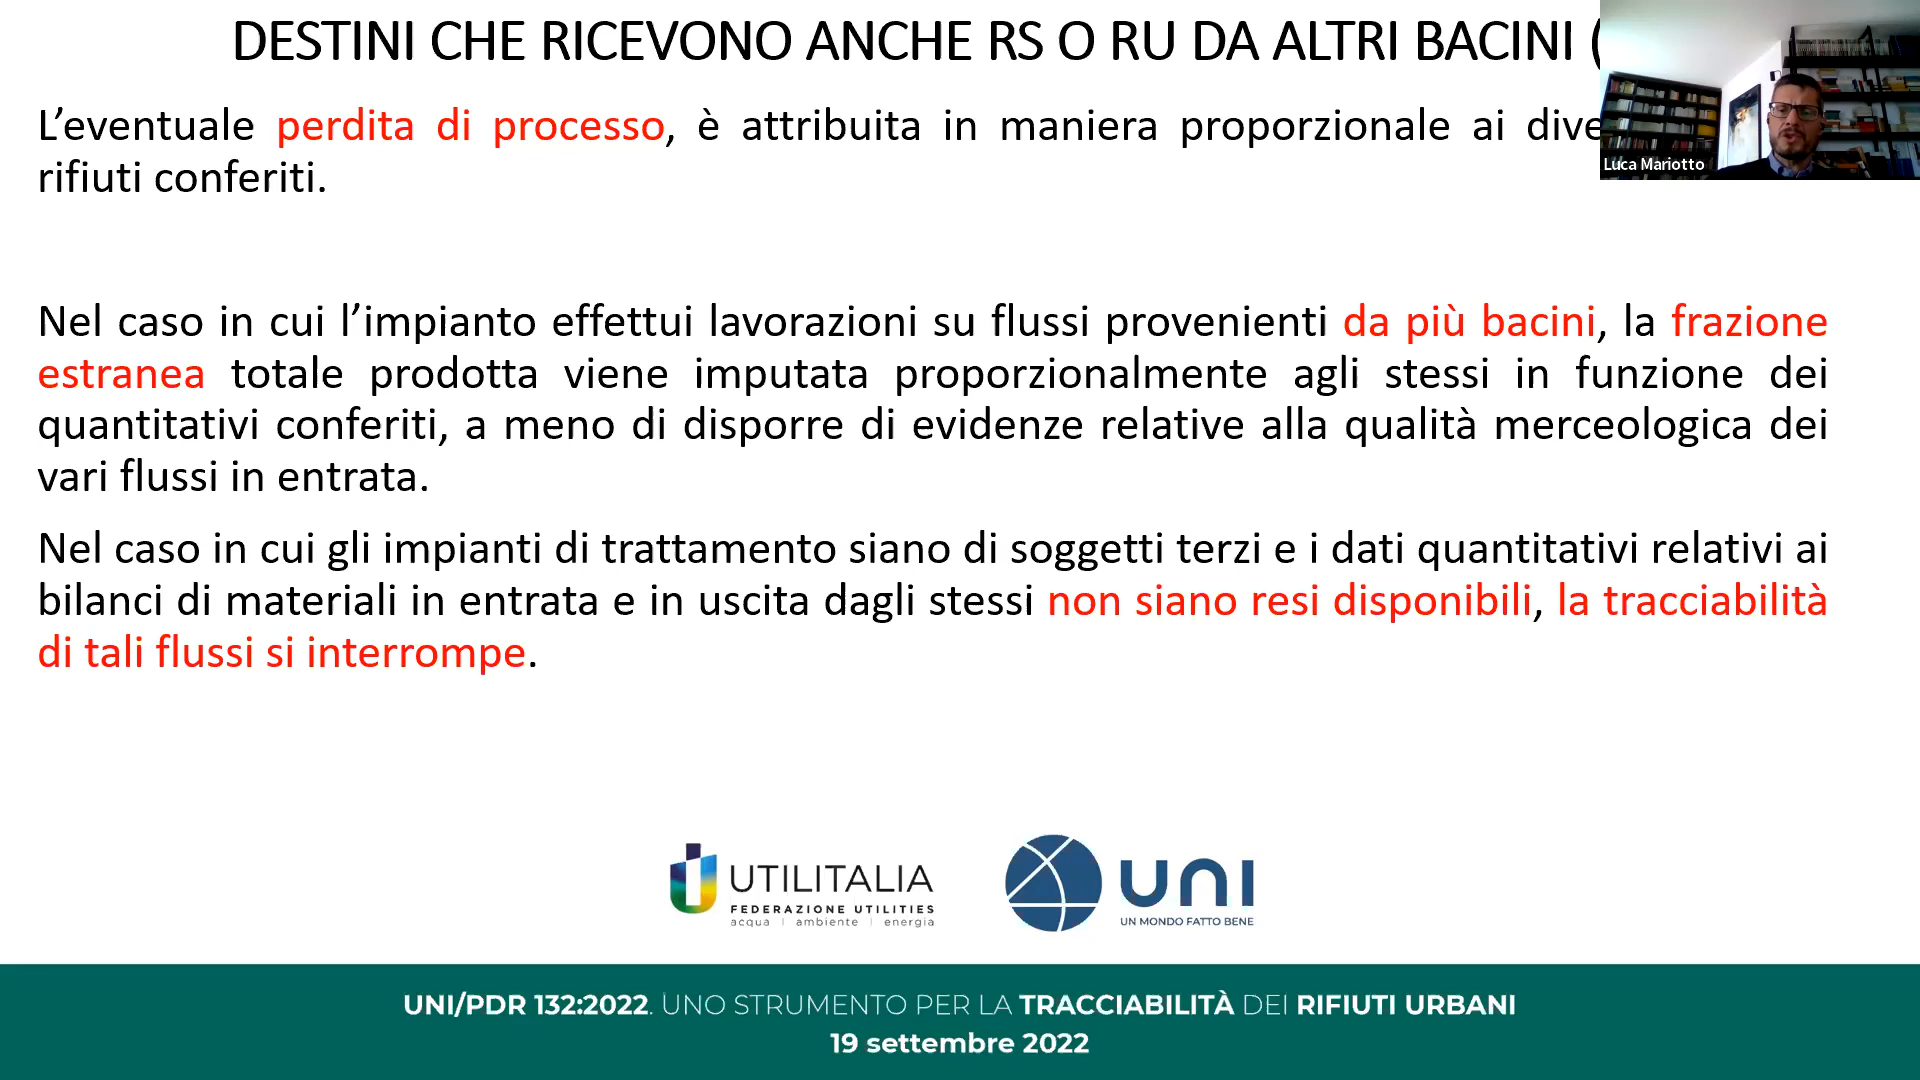 DESTINI CHE RICEVONO ANCHE RS O RU DA ALTRI BACINI (
L’eventuale perdita di processo, è attribuita in maniera proporzionale ai dive
rifiuti conferiti.
Luca Mariotto
Nel caso in cui l’impianto effettui lavorazioni su flussi provenienti da più bacini, la frazione
estranea totale prodotta viene imputata proporzionalmente agli stessi in funzione dei
quantitativi conferiti, a meno di disporre di evidenze relative alla qualità merceologica dei
vari flussi in entrata.
Nel caso in cui gli impianti di trattamento siano di soggetti terzi e i dati quantitativi relativi ai
bilanci di materiali in entrata e in uscita dagli stessi non siano resi disponibili, la tracciabilità
di tali flussi si interrompe.
UTILITALIA
FEDERAZIONE UTILITIES
acqua | ambiente | energia
UNI
UN MONDO FATTO BENE
UNI/PDR 132:2022. UNO STRUMENTO PER LA TRACCIABILITÀ DEI RIFIUTI URBANI
19 settembre 2022